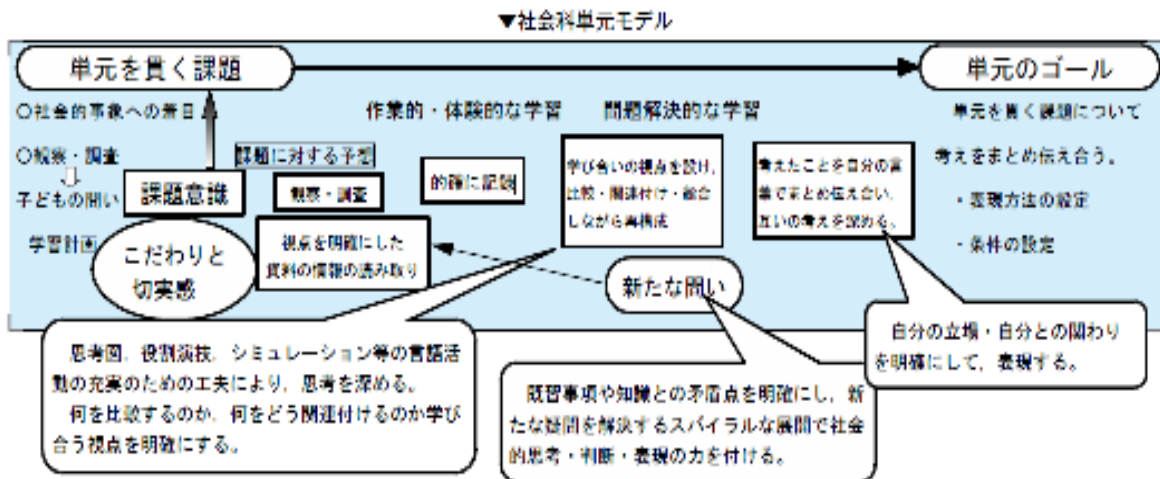 ▼社会科単元モデル
単元を貫く課題
単元のゴール
○社会的事象への着目
作業的・体験的な学習
問題解決的な学習
単元を貫く課題について
○観察・調査
課題に対する予想
考えをまとめ伝え合う。
子どもの問い
課題意識
観察・調査
的確に記録
学び合いの視点を設け，
比較・関連付け・総合
しながら再構成
考えたことを自分の言
葉でまとめ伝え合い，
互いの考えを深める。
・表現方法の設定
・条件の設定
学習計画
こだわりと
切実感
視点を明確にした
資料の情報の読み取り
新たな問い
思考図，役割演技，シミュレーション等の言語活
動の充実のための工夫により，思考を深める。
何を比較するのか，何をどう関連付けるのか学び
合う視点を明確にする。
既習事項や知識との矛盾点を明確にし，新
たな疑問を解決するスパイラルな展開で社会
的思考・判断・表現の力を付ける。
自分の立場・自分との関わり
を明確にして，表現する。